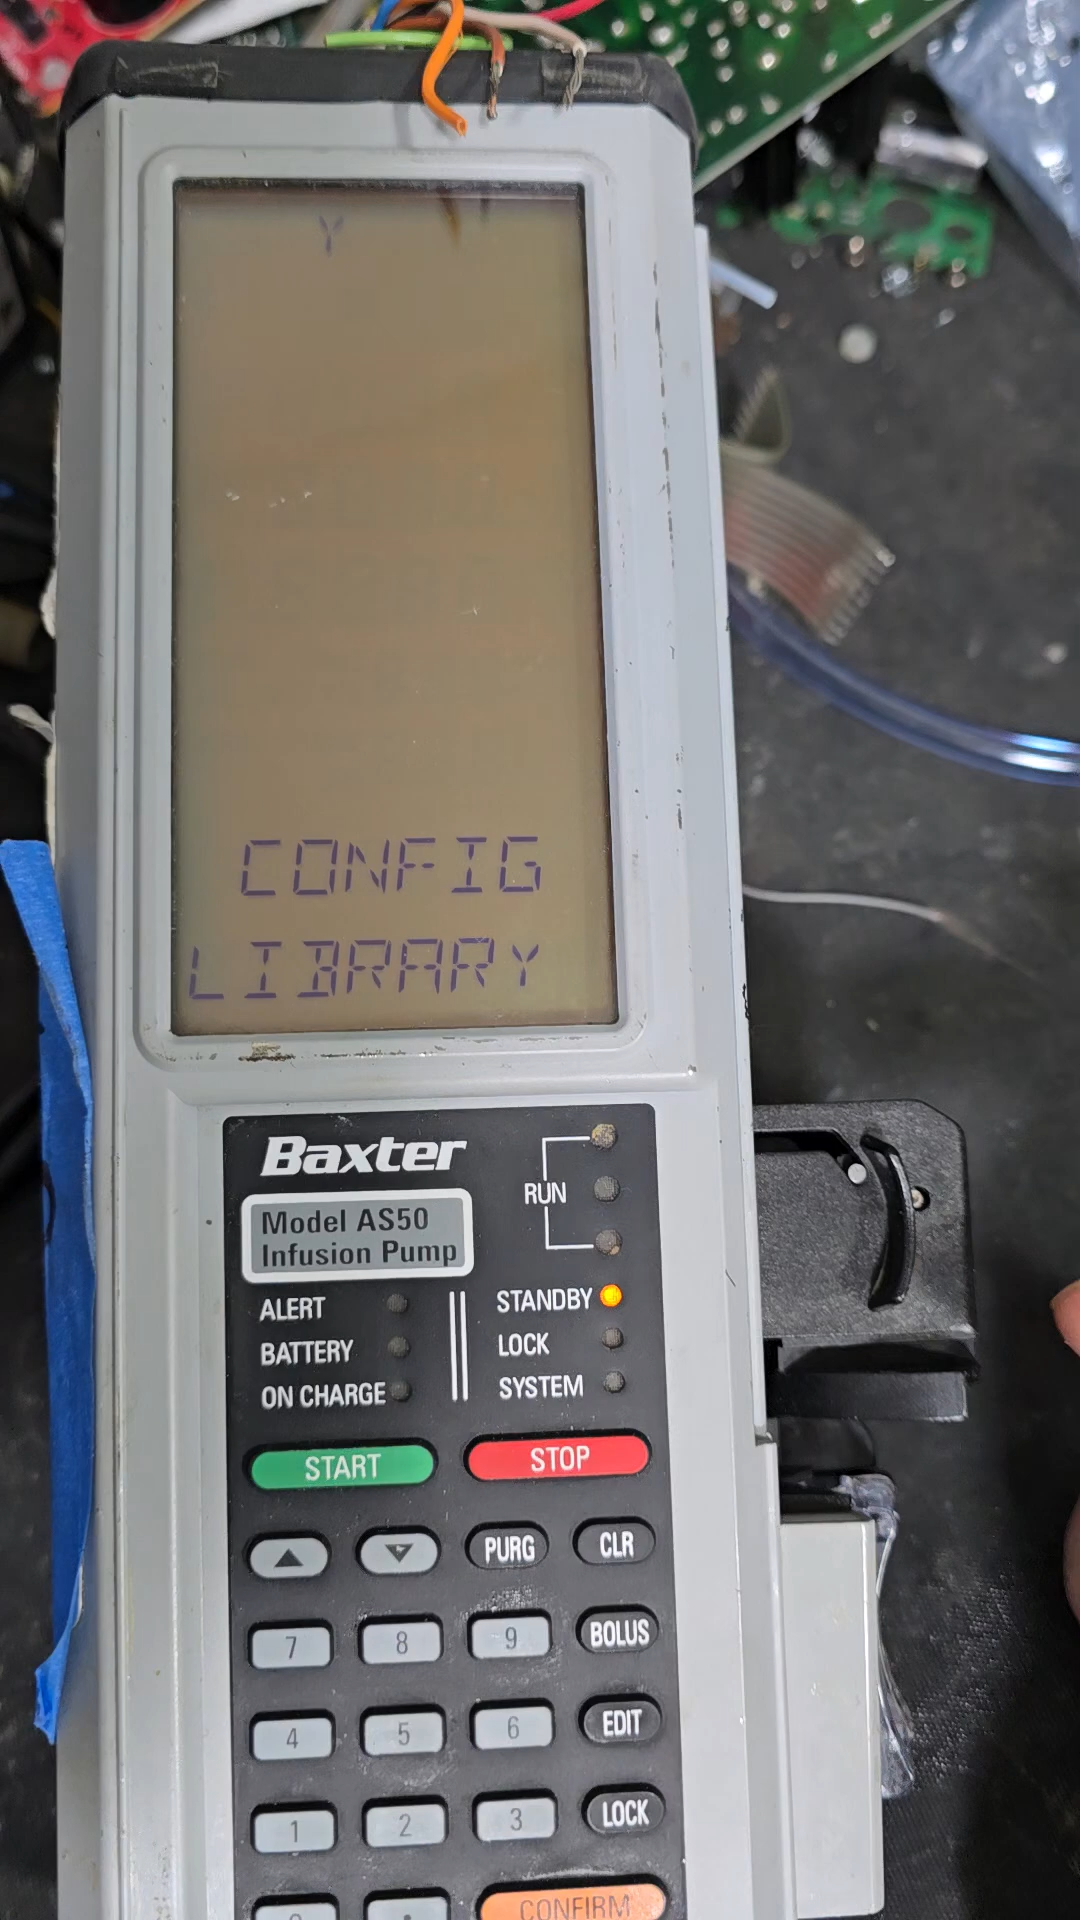 Y
CONFIG
LIBRARY
Baxter
Model AS50
Infusion Pump
RUN
ALERT
STANDBY
BATTERY
LOCK
ON CHARGE
SYSTEM
START
STOP
PURG
CLR
7
8
9
BOLUS
4
5
6
EDIT
1
2
3
LOCK
CONFIRM